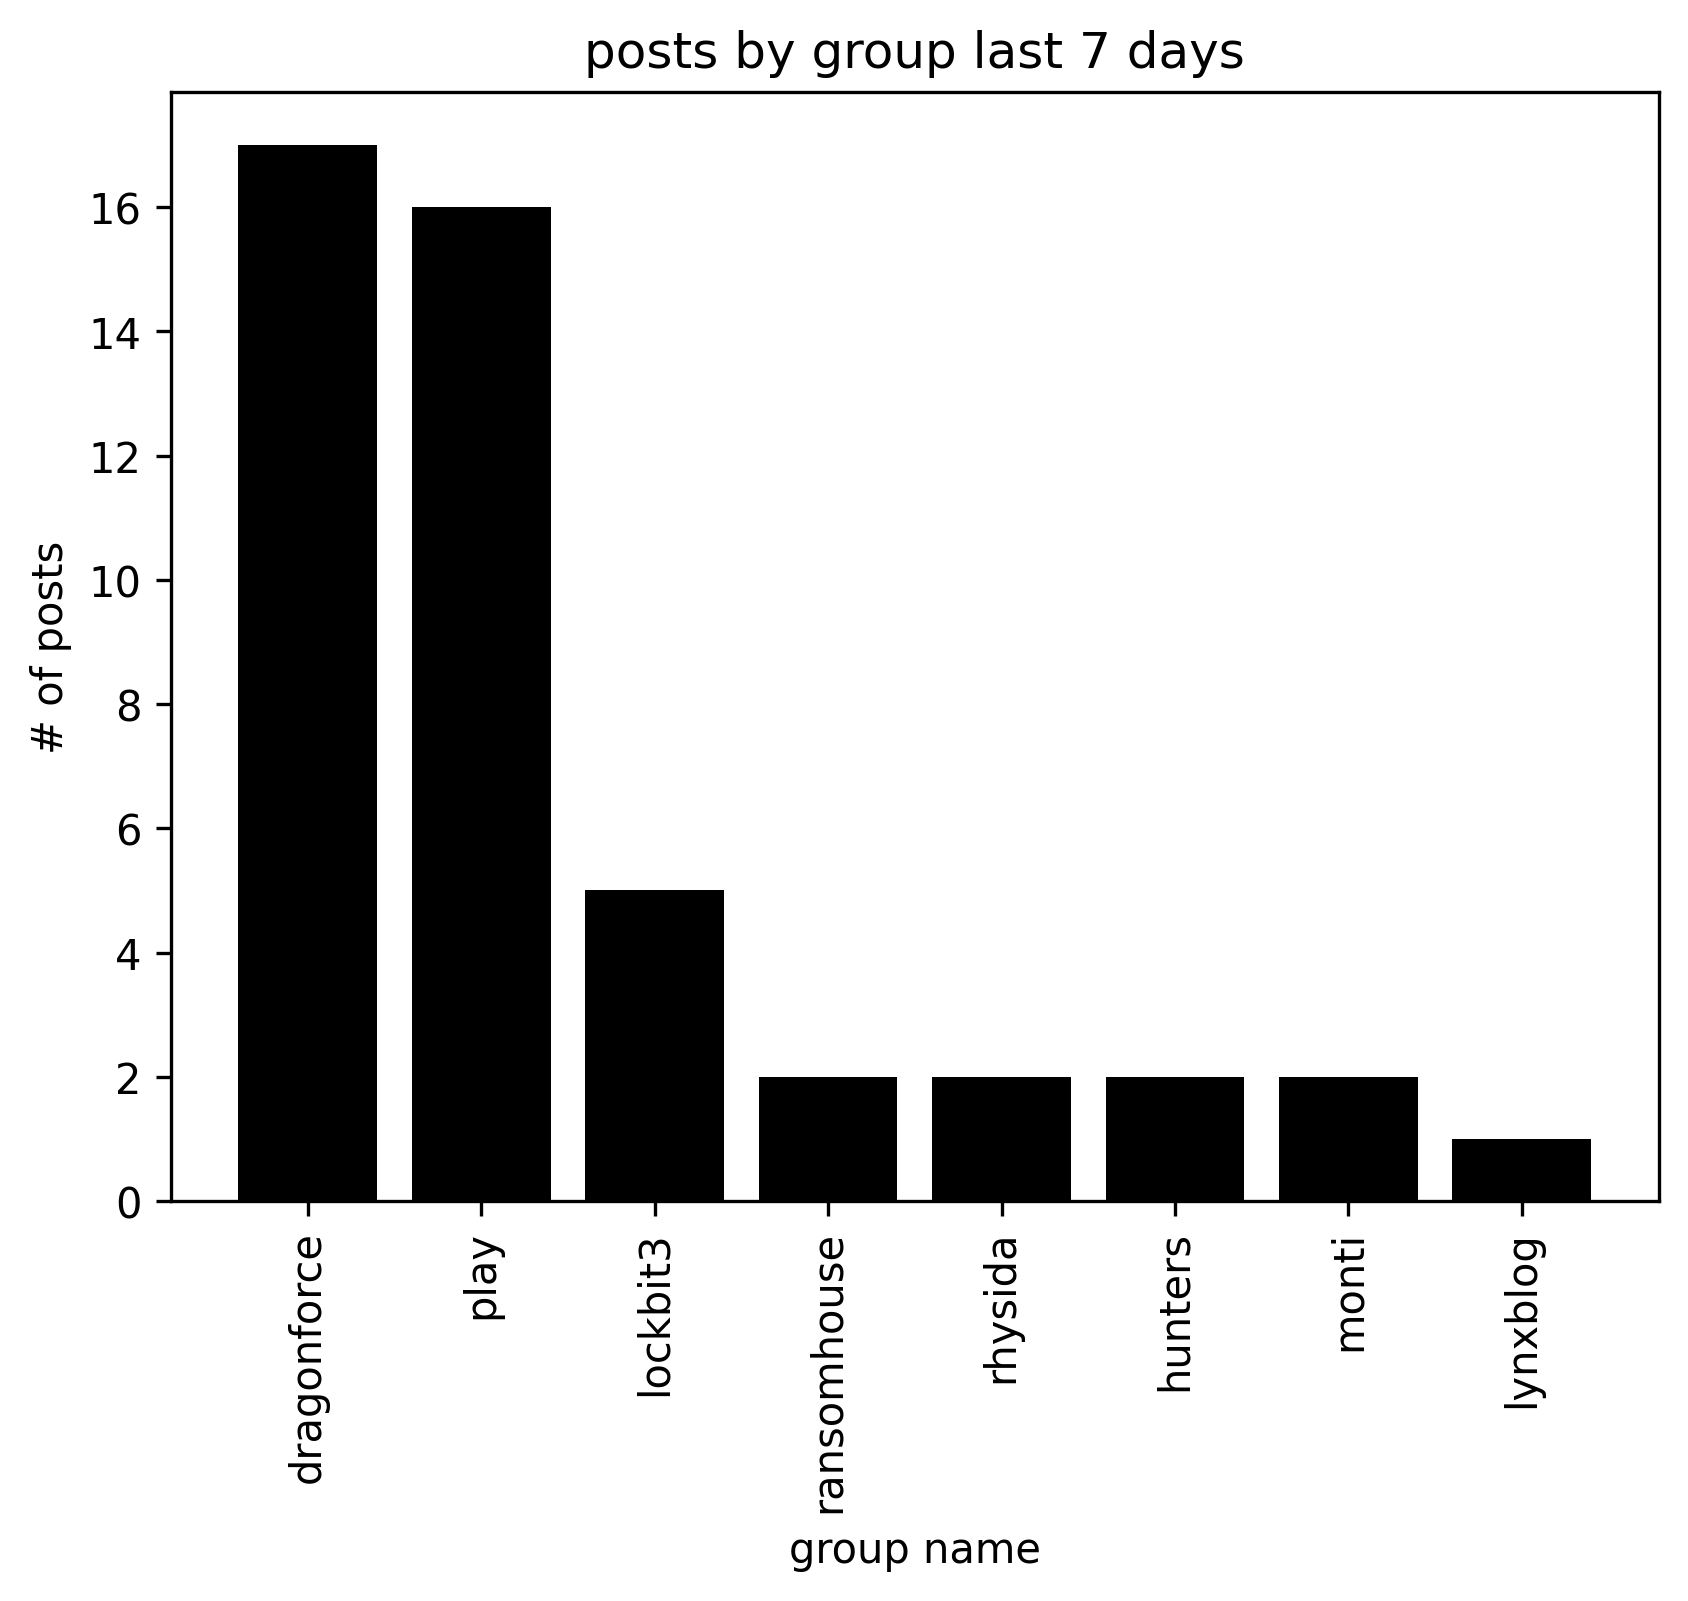 posts by group last 7 days
# of posts
16
14
12
10
8
6
4
2
0
dragonforce
play
lockbit3
ransomhouse
rhysida
hunters
monti
lynxblog
group name